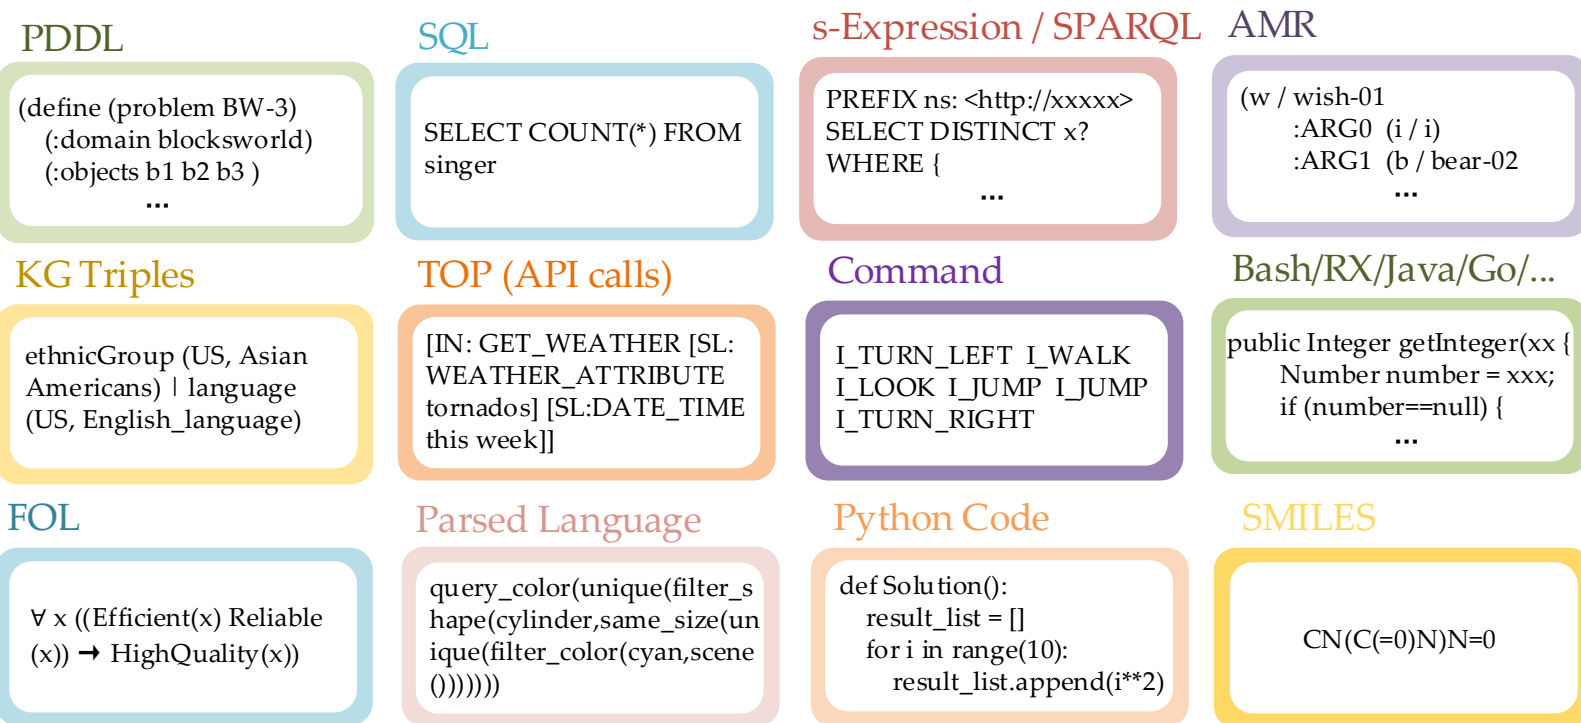 PDDL
(define (problem BW-3)
(:domain blocksworld)
(:objects b1 b2 b3 )
...
SQL
SELECT COUNT(*) FROM
singer
s-Expression / SPARQL
PREFIX ns: <http://xxxxx>
SELECT DISTINCT x?
WHERE {
...
AMR
(w / wish-01
:ARG0 (i / i)
:ARG1 (b / bear-02
...
KG Triples
ethnicGroup (US, Asian
Americans) | language
(US, English_language)
TOP (API calls)
[IN: GET_WEATHER [SL:
WEATHER_ATTRIBUTE
tornados] [SL:DATE_TIME
this week]]
Command
I_TURN_LEFT I_WALK
I_LOOK I_JUMP I_JUMP
I_TURN_RIGHT
Bash/RX/Java/Go/...
public Integer getInteger(xx {
Number number = xxx;
if (number==null) {
...
FOL
∀ x ((Efficient(x) Reliable
(x)) → HighQuality(x))
Parsed Language
query_color(unique(filter_s
hape(cylinder,same_size(un
ique(filter_color(cyan,scene
()))))))
Python Code
def Solution():
result_list = []
for i in range(10):
result_list.append(i**2)
SMILES
CN(C(=0)N)N=0